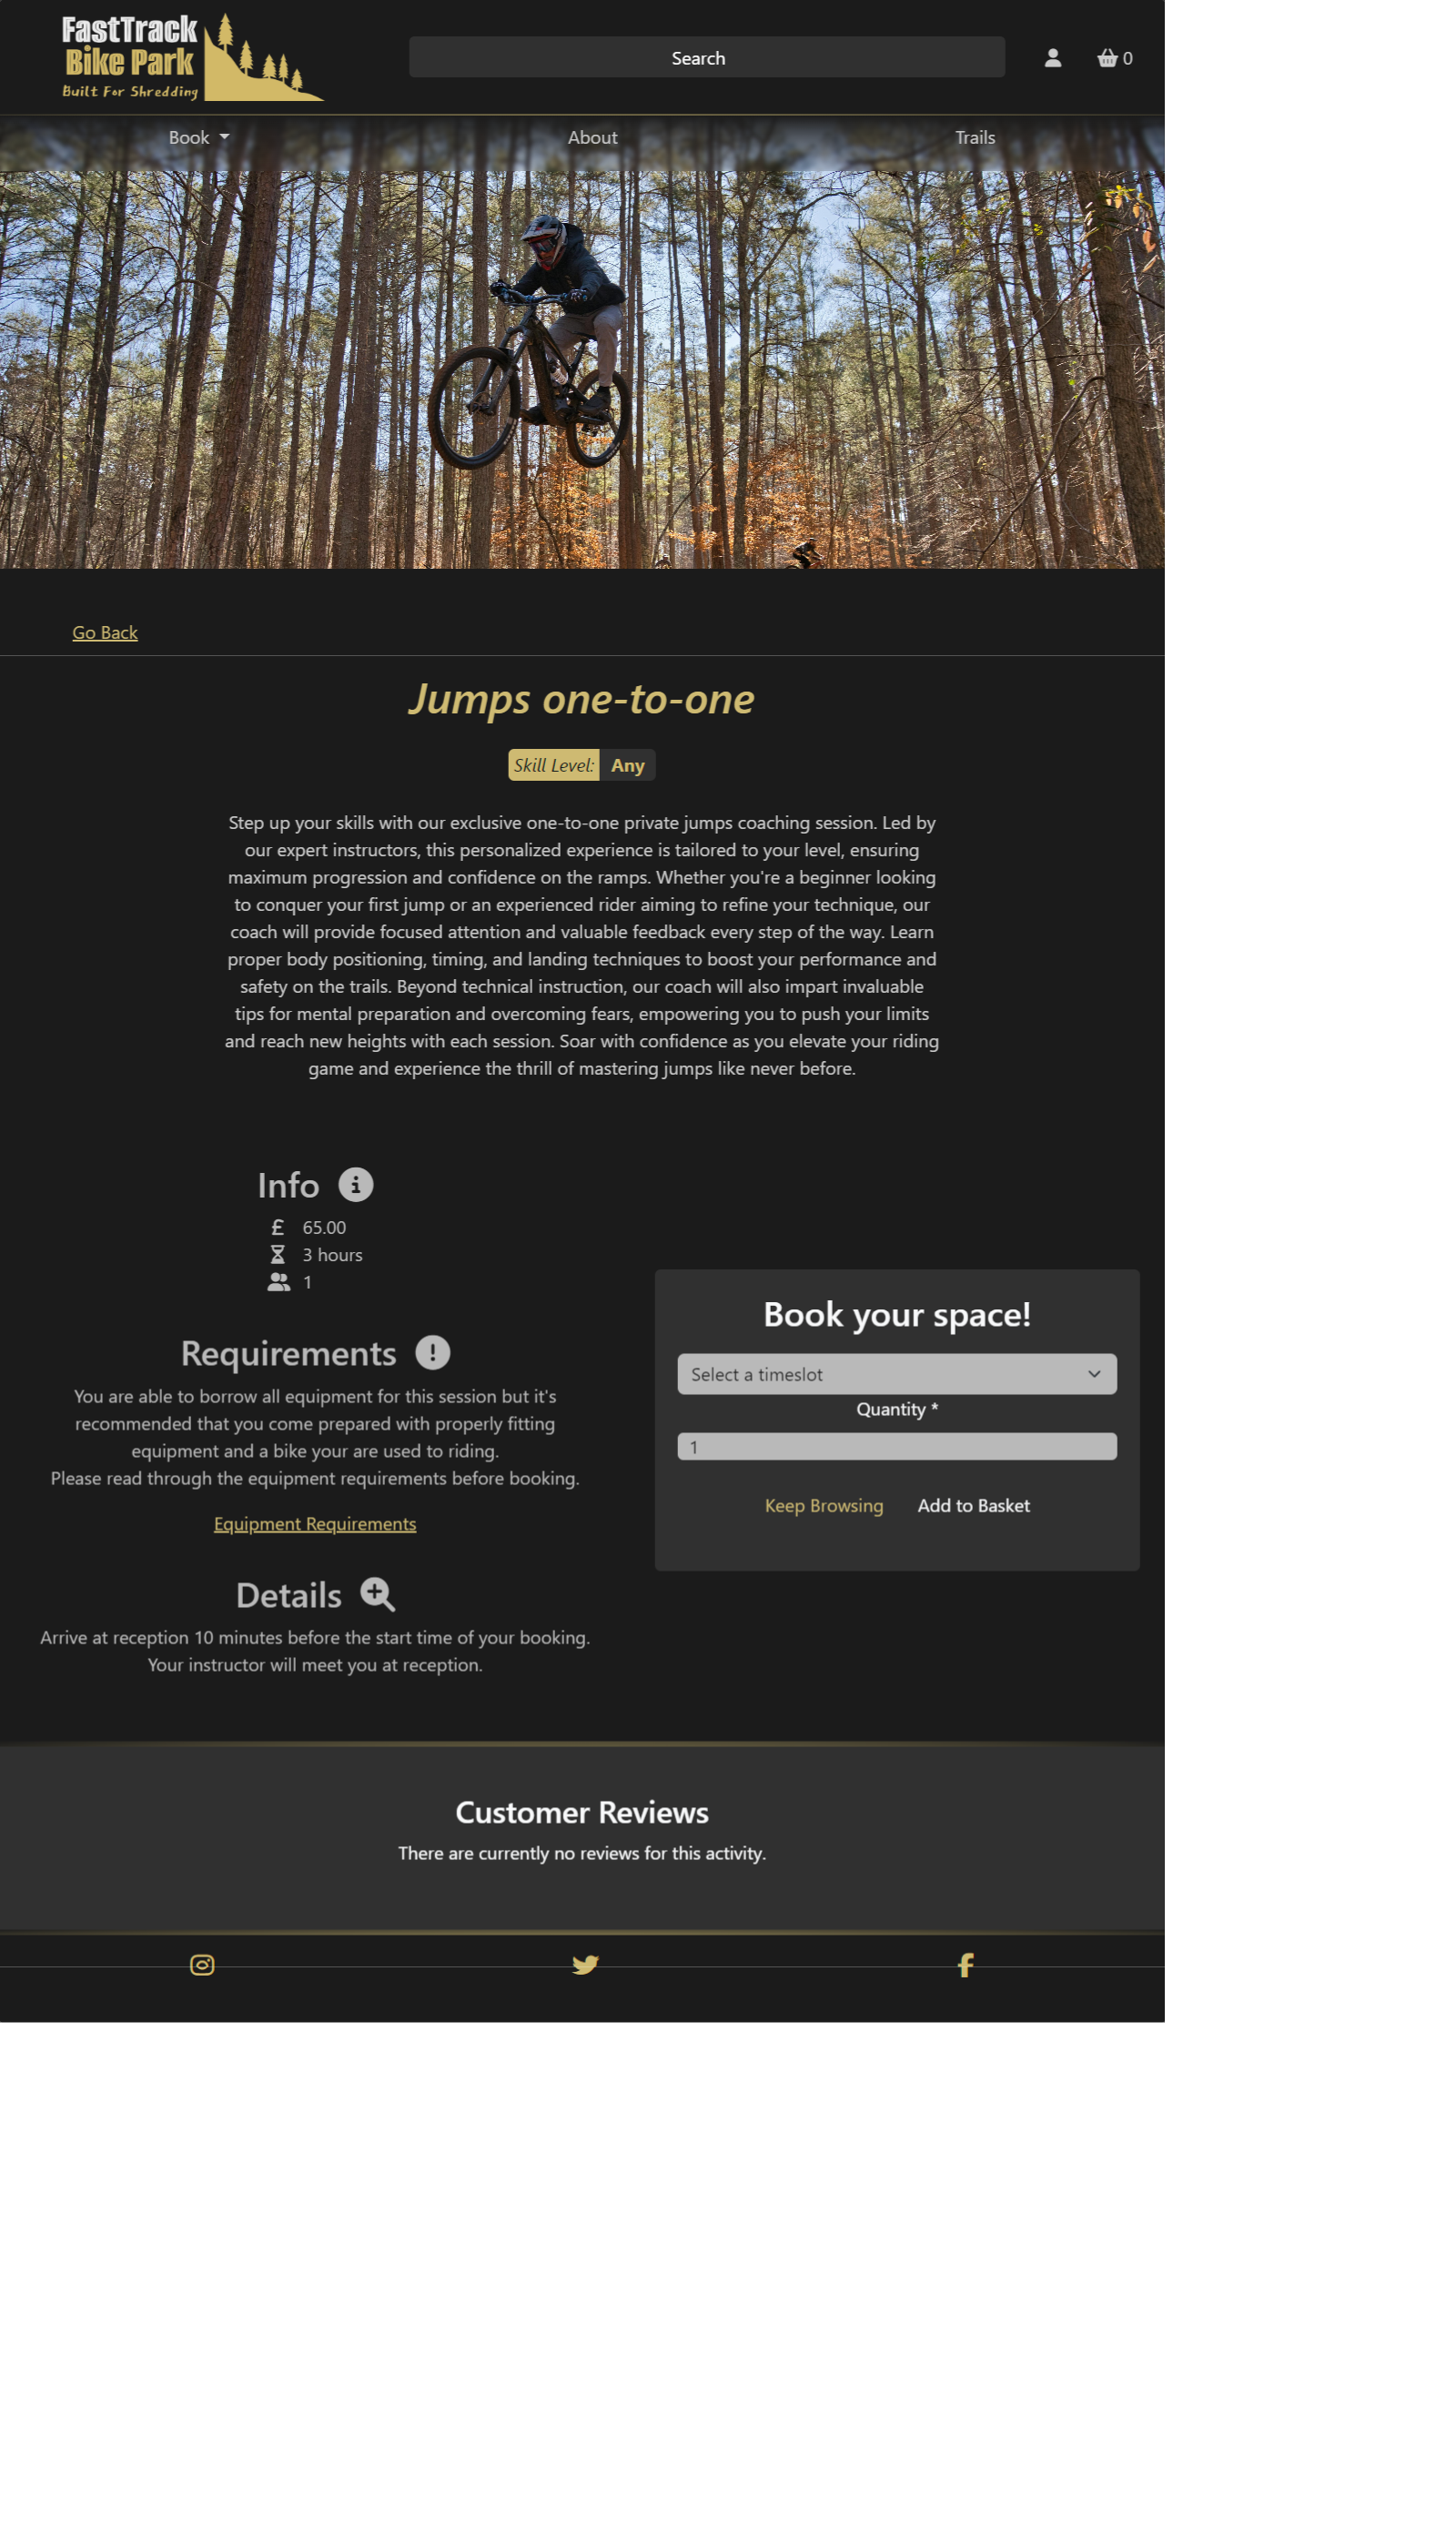 FastTrack
Bike Park
Built For Shredding
Search
0
Book
About
Trails
Go Back
Jumps one-to-one
Skill Level: Any
Step up your skills with our exclusive one-to-one private jumps coaching session. Led by
our expert instructors, this personalized experience is tailored to your level, ensuring
maximum progression and confidence on the ramps. Whether you're a beginner looking
to conquer your first jump or an experienced rider aiming to refine your technique, our
coach will provide focused attention and valuable feedback every step of the way. Learn
proper body positioning, timing, and landing techniques to boost your performance and
safety on the trails. Beyond technical instruction, our coach will also impart invaluable
tips for mental preparation and overcoming fears, empowering you to push your limits
and reach new heights with each session. Soar with confidence as you elevate your riding
game and experience the thrill of mastering jumps like never before.
Info
£ 65.00
3 hours
1
Requirements
You are able to borrow all equipment for this session but it's
recommended that you come prepared with properly fitting
equipment and a bike your are used to riding.
Please read through the equipment requirements before booking.
Equipment Requirements
Details
Arrive at reception 10 minutes before the start time of your booking.
Your instructor will meet you at reception.
Book your space!
Select a timeslot
Quantity *
1
Keep Browsing
Add to Basket
Customer Reviews
There are currently no reviews for this activity.